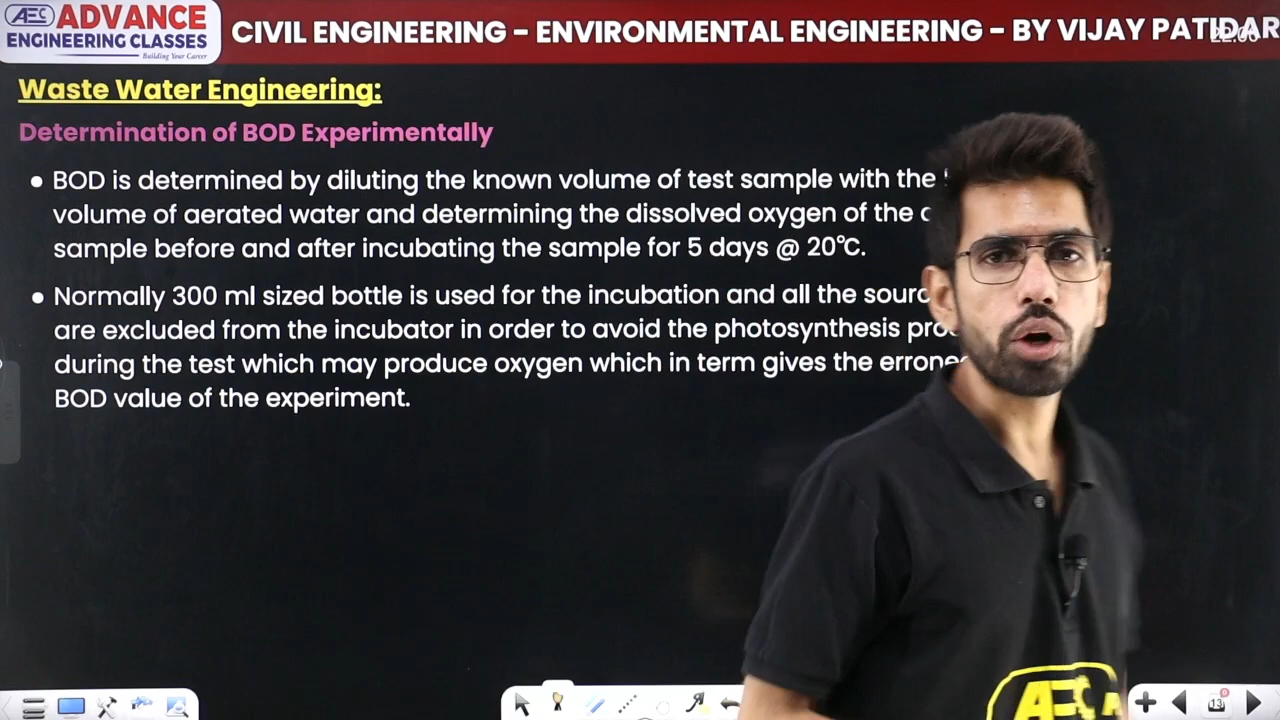 AEC ADVANCE
ENGINEERING CLASSES
Building Your Career
CIVIL ENGINEERING - ENVIRONMENTAL ENGINEERING - BY VIJAY PATIDAR
Waste Water Engineering:
Determination of BOD Experimentally
• BOD is determined by diluting the known volume of test sample with the
volume of aerated water and determining the dissolved oxygen of the
sample before and after incubating the sample for 5 days @ 20°C.
• Normally 300 ml sized bottle is used for the incubation and all the
are excluded from the incubator in order to avoid the photosynthesis
during the test which may produce oxygen which in term gives the
BOD value of the experiment.
13
AEC